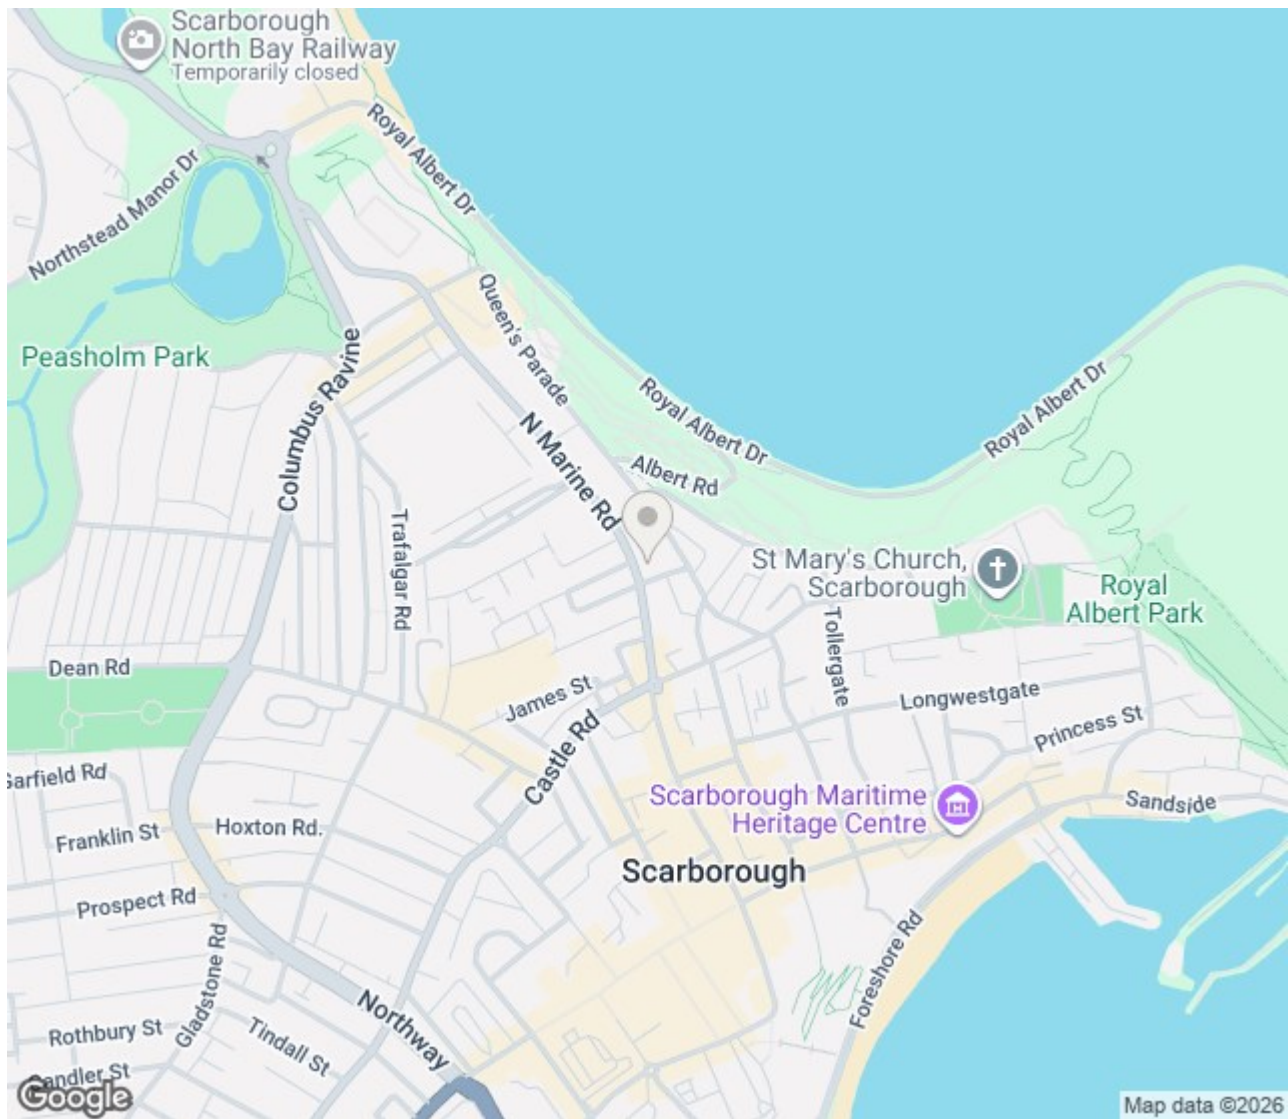 Scarborough
North Bay Railway
Temporarily closed
Royal Albert Dr
Northstead Manor Dr
Queen's Parade
Peasholm Park
Columbus Ravine
Royal Albert Dr
Royal Albert Dr
N Marine Rd
Albert Rd
Trafalgar Rd
St Mary's Church,
Scarborough
Royal
Albert Park
Tollergate
Dean Rd
James St
Longwestgate
Castle Rd
Princess St
Garfield Rd
Scarborough Maritime
Heritage Centre
Sandside
Franklin St
Hoxton Rd.
Scarborough
Prospect Rd
Foreshore Rd
Gladstone Rd
Northway
Rothbury St
Tindall St
Google
Map data ©2026